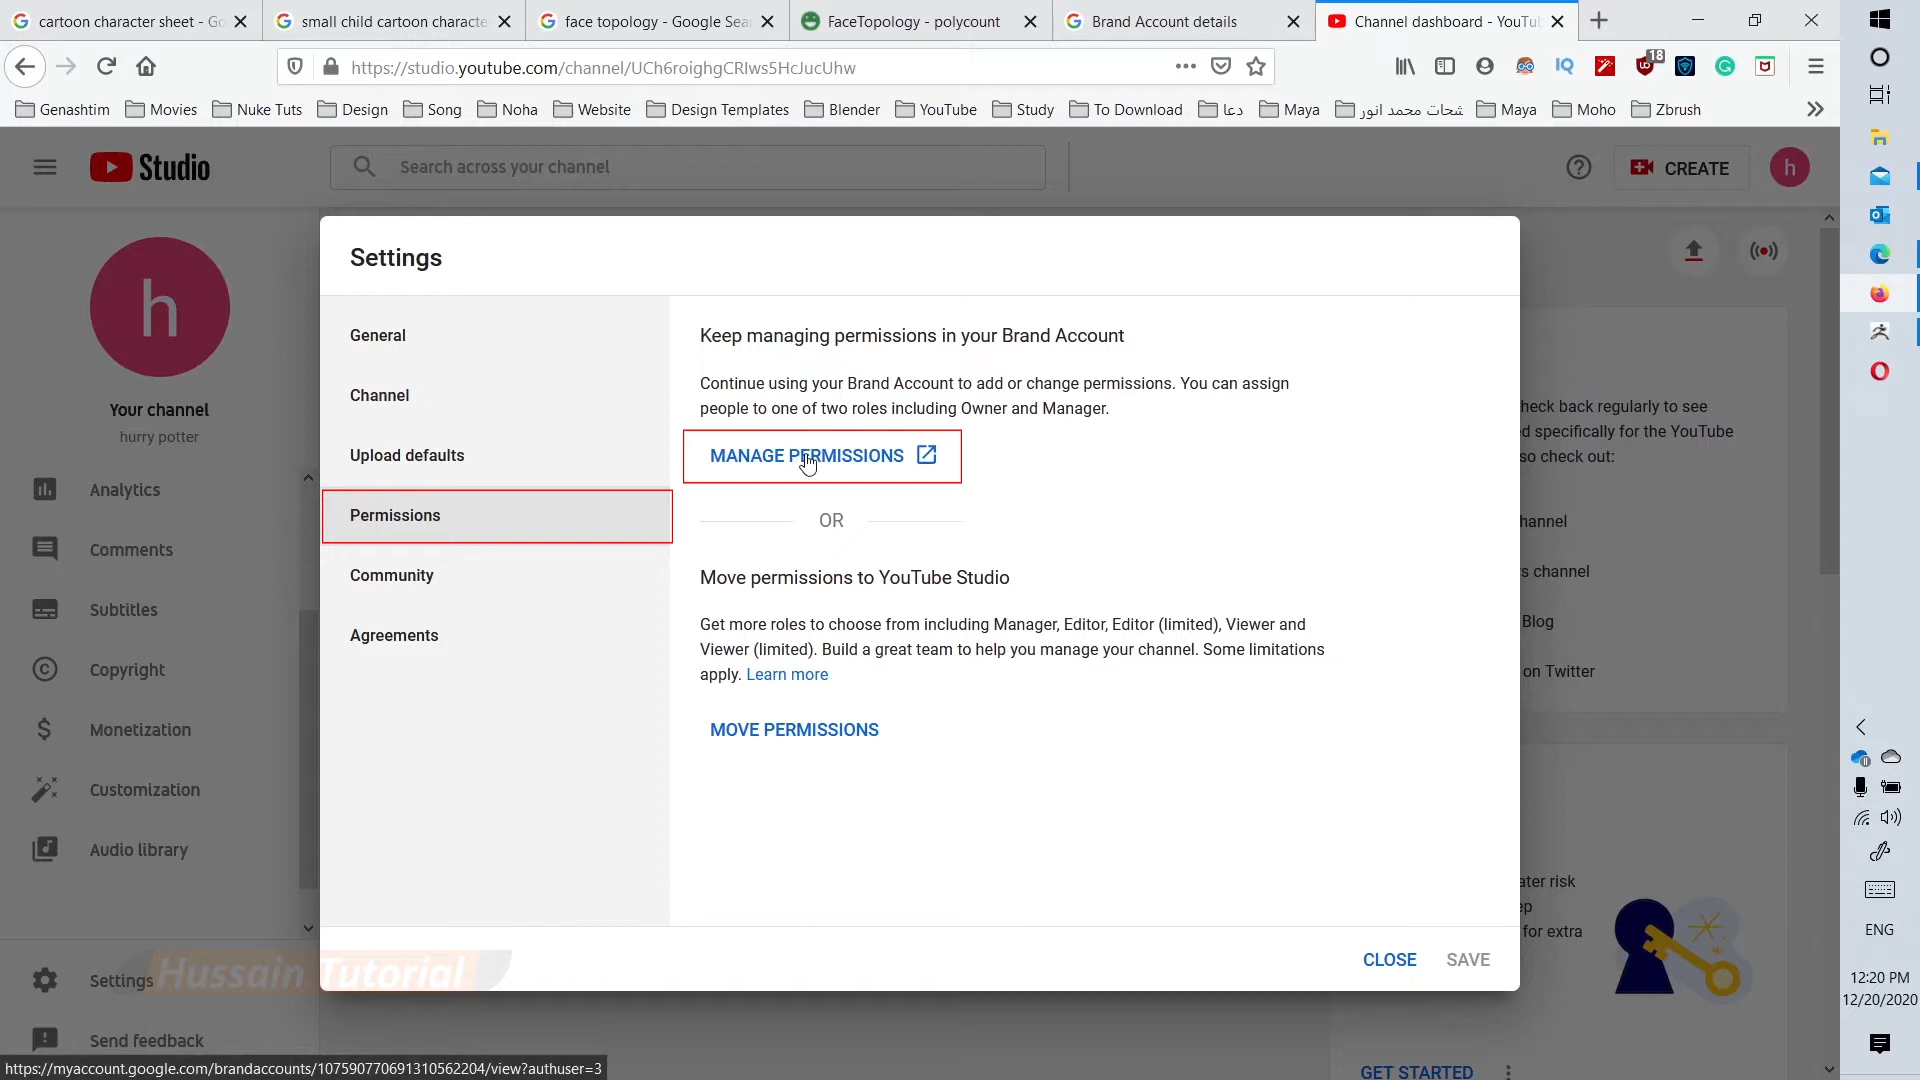 cartoon character sheet - Go
small child cartoon characte
face topology - Google Sea
FaceTopology - polycount
Brand Account details
Channel dashboard - YouTu
https://studio.youtube.com/channel/UCh6roighgCRIws5HcJucUhw
IQ
18
Genashtim
Movies
Nuke Tuts
Design
Song
Noha
Website
Design Templates
Blender
YouTube
Study
To Download
دعا
Maya
شحات محمد انور
Maya
Moho
Zbrush
Studio
Search across your channel
CREATE
h
h
Your channel
hurry potter
Analytics
Comments
Subtitles
Copyright
Monetization
Customization
Audio library
Settings
Send feedback
Settings
General
Channel
Upload defaults
Permissions
Community
Agreements
Keep managing permissions in your Brand Account
Continue using your Brand Account to add or change permissions. You can assign
people to one of two roles including Owner and Manager.
MANAGE PERMISSIONS
OR
Move permissions to YouTube Studio
Get more roles to choose from including Manager, Editor, Editor (limited), Viewer and
Viewer (limited). Build a great team to help you manage your channel. Some limitations
apply. Learn more
MOVE PERMISSIONS
CLOSE
SAVE
heck back regularly to see
d specifically for the YouTube
so check out:
hannel
s channel
Blog
on Twitter
ater risk
ep
for extra
GET STARTED
Hussain Tutorial
https://myaccount.google.com/brandaccounts/107590770691310562204/view?authuser=3
ENG
12:20 PM
12/20/2020